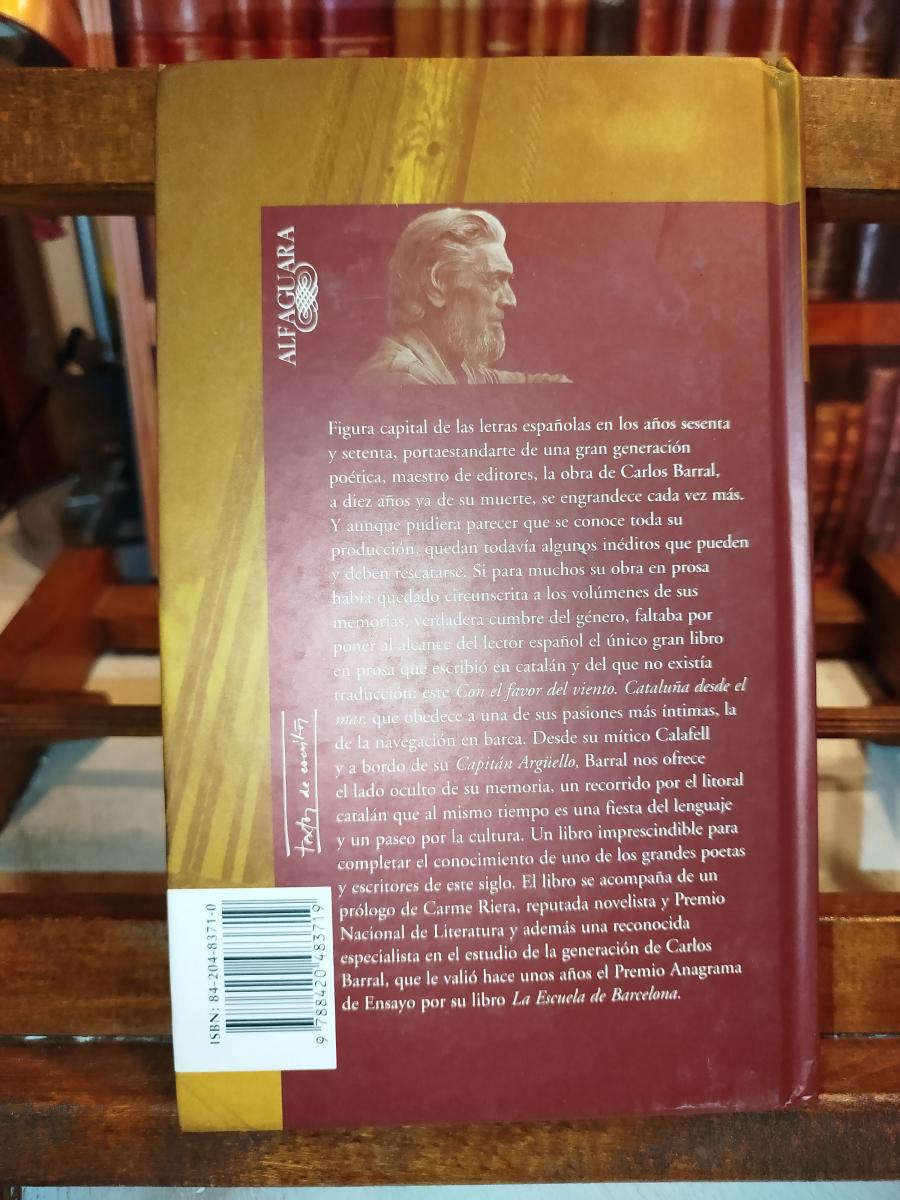 ALFAGUARA
Figura capital de las letras españolas en los años sesenta
y setenta, portaestandarte de una gran generación
poética, maestro de editores, la obra de Carlos Barral,
a diez años ya de su muerte, se engrandece cada vez más.
Y aunque pudiera parecer que se conoce toda su
producción, quedan todavía algunos inéditos que pueden
y deben rescatarse. Si para muchos su obra en prosa
había quedado circunscrita a los volúmenes de sus
memorias, verdadera cumbre del género, faltaba por
poner al alcance del lector español el único gran libro
en prosa que escribió en catalán y del que no existía
traducción: este Con el favor del viento. Cataluña desde el
mar, que obedece a una de sus pasiones más íntimas, la
de la navegación en barca. Desde su mítico Calafell
y a bordo de su Capitán Argüello, Barral nos ofrece
el lado oculto de su memoria, un recorrido por el litoral
catalán que al mismo tiempo es una fiesta del lenguaje
y un paseo por la cultura. Un libro imprescindible para
completar el conocimiento de uno de los grandes poetas
y escritores de este siglo. El libro se acompaña de un
prólogo de Carme Riera, reputada novelista y Premio
Nacional de Literatura y además una reconocida
especialista en el estudio de la generación de Carlos
Barral, que le valió hace unos años el Premio Anagrama
de Ensayo por su libro La Escuela de Barcelona.
textos de escritor
ISBN: 84-204-8371-0
9 788420 483719